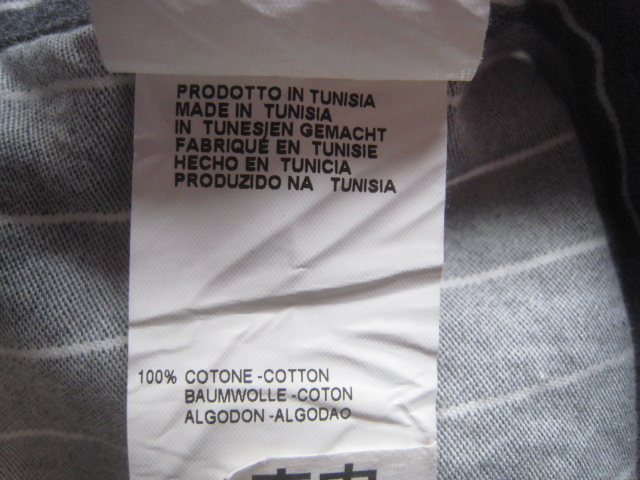 PRODOTTO IN TUNISIA
MADE IN TUNISIA
IN TUNESJEN GEMACHT
FABRIQUÉ EN TUNISIE
HECHO EN TUNICIA
PRODUZIDO NA TUNISIA
100% COTONE -COTTON
BAUMWOLLE -COTON
ALGODON -ALGODAO